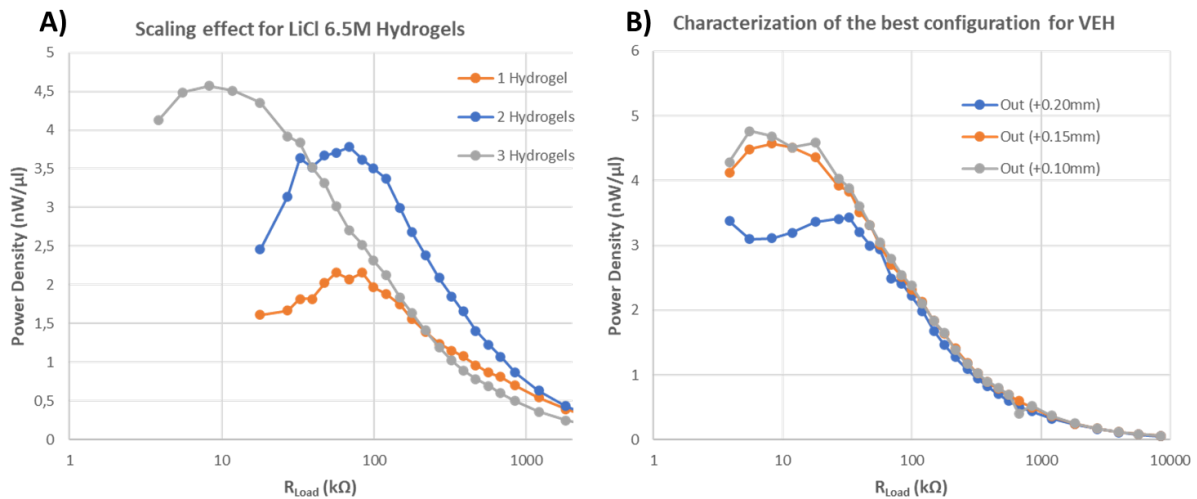 A)
Scaling effect for LiCl 6.5M Hydrogels
5
4,5
4
3,5
3
2,5
2
1,5
1
0,5
0
Power Density (nW/µl)
1
10
100
1000
R_Load (kΩ)
1 Hydrogel
2 Hydrogels
3 Hydrogels
B)
Characterization of the best configuration for VEH
6
5
4
3
2
1
0
Power Density (nW/µl)
1
10
100
1000
10000
R_Load (kΩ)
Out (+0.20mm)
Out (+0.15mm)
Out (+0.10mm)